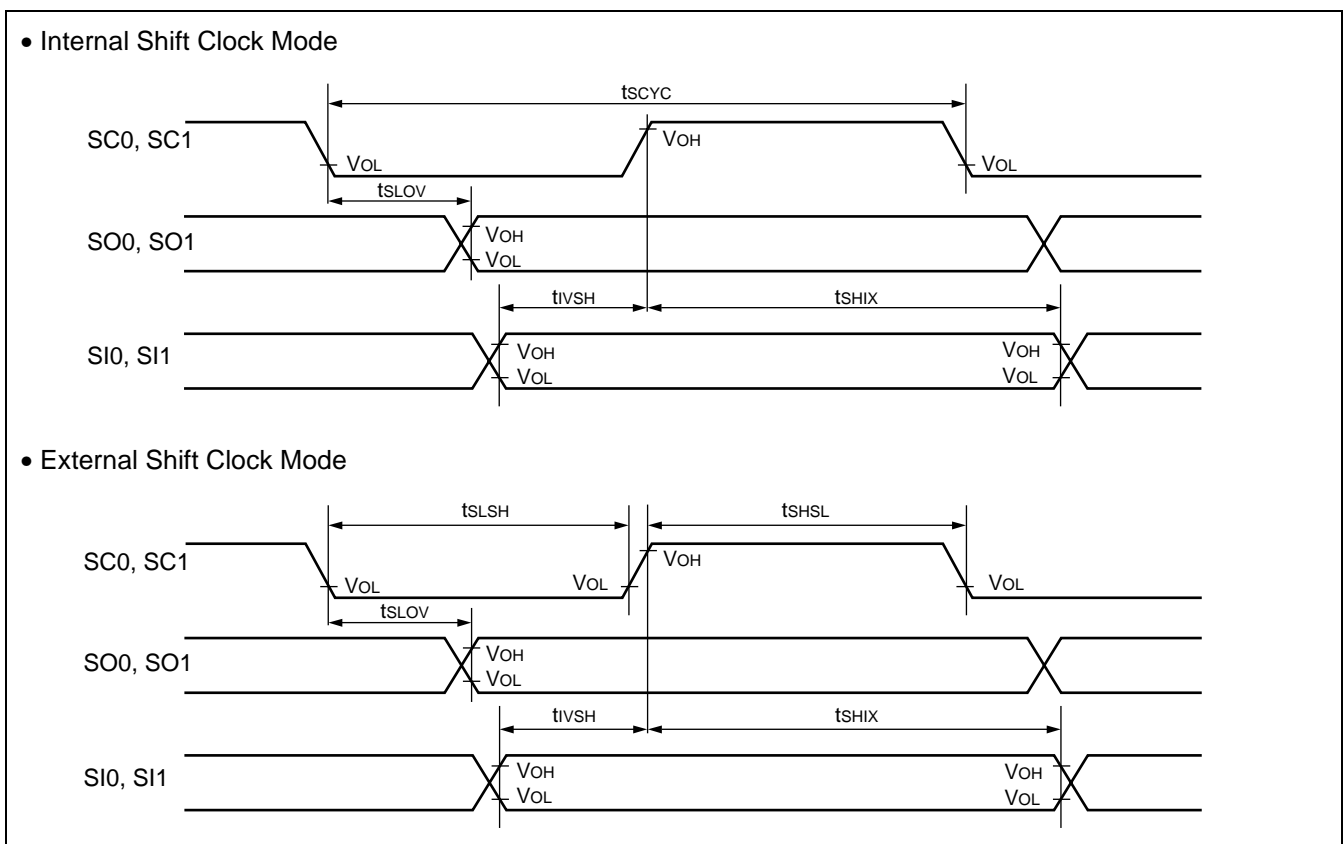 • Internal Shift Clock Mode
tSCYC
SC0, SC1
VOL
VOH
VOL
tSLOV
SO0, SO1
VOH
VOL
tIVSH
tSHIX
SI0, SI1
VOH
VOL
VOH
VOL
• External Shift Clock Mode
tSLSH
tSHSL
SC0, SC1
VOL
VOL
VOH
VOL
tSLOV
SO0, SO1
VOH
VOL
tIVSH
tSHIX
SI0, SI1
VOH
VOL
VOH
VOL